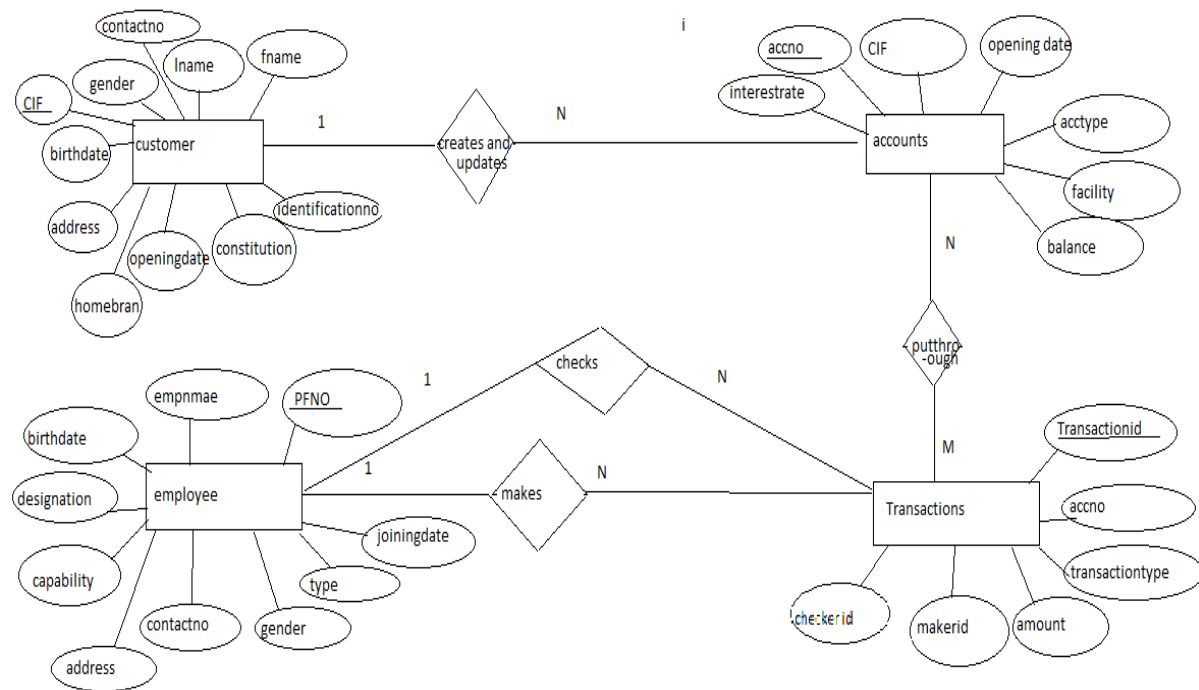 contactno
i
lname
fname
gender
CIF
accno
CIF
opening date
interestrate
1
N
customer
creates and
updates
accounts
acctype
birthdate
identificationno
facility
address
constitution
openingdate
balance
homebran
N
putthro-
-ough
checks
1
N
empnmae
PFNO
M
Transactionid
birthdate
1
N
employee
makes
designation
Transactions
accno
joiningdate
capability
type
transactiontype
contactno
gender
checkerid
makerid
amount
address